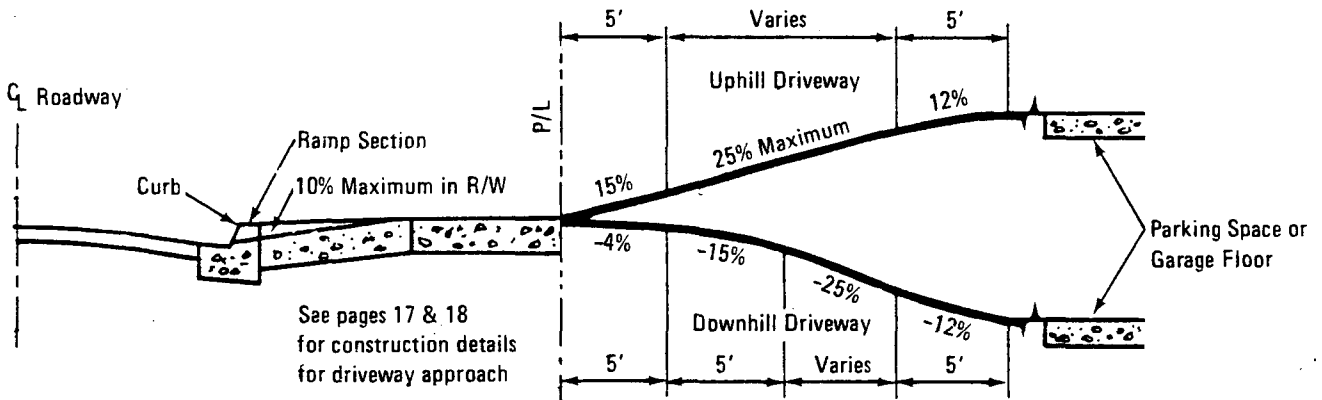 5' Varies 5'
Uphill Driveway
℄ Roadway
P/L
12%
25% Maximum
15%
Ramp Section
Curb
10% Maximum in R/W
-4%
-15%
-25%
-12%
Parking Space or
Garage Floor
See pages 17 & 18
for construction details
for driveway approach
Downhill Driveway
5' 5' Varies 5'